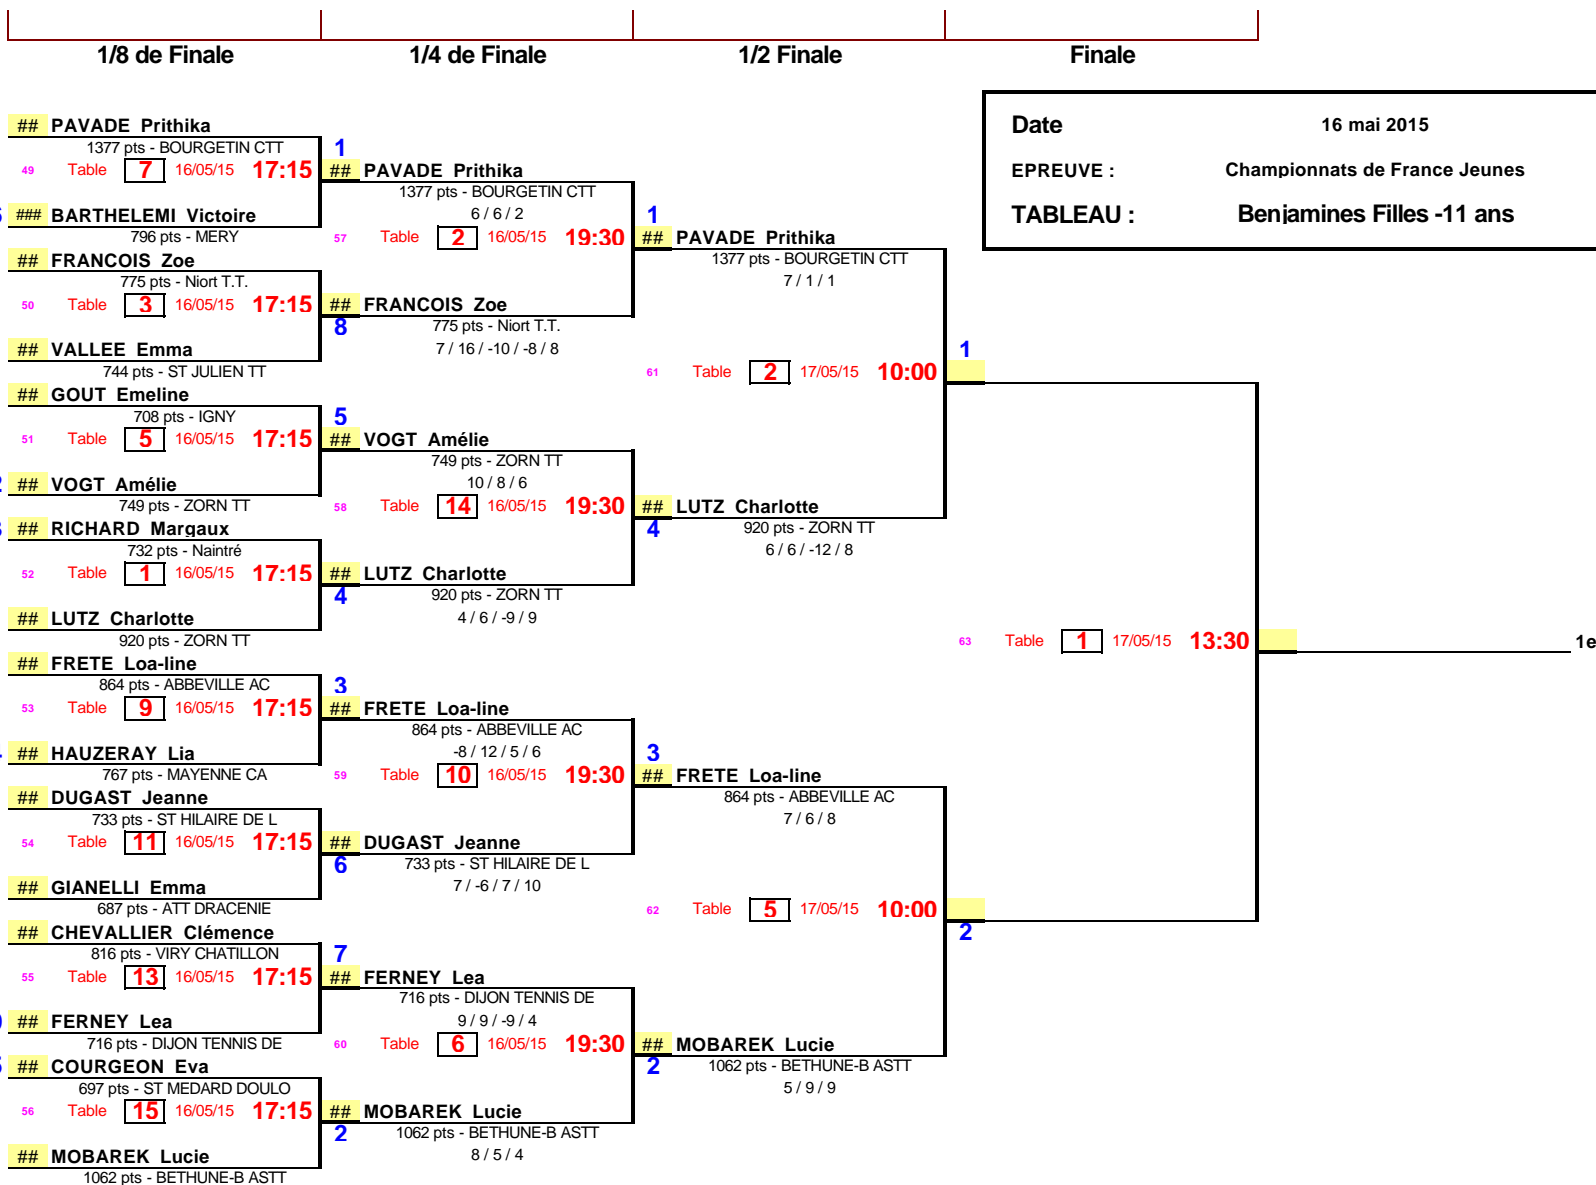 1/8 de Finale 1/4 de Finale 1/2 Finale Finale
Date 16 mai 2015
EPREUVE : Championnats de France Jeunes
TABLEAU : Benjamines Filles -11 ans
## PAVADE Prithika
1377 pts - BOURGETIN CTT
49 Table 7 16/05/15 17:15
### BARTHELEMI Victoire
796 pts - MERY
## FRANCOIS Zoe
775 pts - Niort T.T.
50 Table 3 16/05/15 17:15
## VALLEE Emma
744 pts - ST JULIEN TT
## GOUT Emeline
708 pts - IGNY
51 Table 5 16/05/15 17:15
## VOGT Amélie
749 pts - ZORN TT
## RICHARD Margaux
732 pts - Naintré
52 Table 1 16/05/15 17:15
## LUTZ Charlotte
920 pts - ZORN TT
## FRETE Loa-line
864 pts - ABBEVILLE AC
53 Table 9 16/05/15 17:15
## HAUZERAY Lia
767 pts - MAYENNE CA
## DUGAST Jeanne
733 pts - ST HILAIRE DE L
54 Table 11 16/05/15 17:15
## GIANELLI Emma
687 pts - ATT DRACENIE
## CHEVALLIER Clémence
816 pts - VIRY CHATILLON
55 Table 13 16/05/15 17:15
## FERNEY Lea
716 pts - DIJON TENNIS DE
## COURGEON Eva
697 pts - ST MEDARD DOULO
56 Table 15 16/05/15 17:15
## MOBAREK Lucie
1062 pts - BETHUNE-B ASTT
1
## PAVADE Prithika
1377 pts - BOURGETIN CTT
6 / 6 / 2
57 Table 2 16/05/15 19:30
## FRANCOIS Zoe
8
775 pts - Niort T.T.
7 / 16 / -10 / -8 / 8
5
## VOGT Amélie
749 pts - ZORN TT
10 / 8 / 6
58 Table 14 16/05/15 19:30
## LUTZ Charlotte
4
920 pts - ZORN TT
4 / 6 / -9 / 9
3
## FRETE Loa-line
864 pts - ABBEVILLE AC
-8 / 12 / 5 / 6
59 Table 10 16/05/15 19:30
## DUGAST Jeanne
6
733 pts - ST HILAIRE DE L
7 / -6 / 7 / 10
7
## FERNEY Lea
716 pts - DIJON TENNIS DE
9 / 9 / -9 / 4
60 Table 6 16/05/15 19:30
## MOBAREK Lucie
2
1062 pts - BETHUNE-B ASTT
8 / 5 / 4
1
## PAVADE Prithika
1377 pts - BOURGETIN CTT
7 / 1 / 1
61 Table 2 17/05/15 10:00
## LUTZ Charlotte
4
920 pts - ZORN TT
6 / 6 / -12 / 8
3
## FRETE Loa-line
864 pts - ABBEVILLE AC
7 / 6 / 8
62 Table 5 17/05/15 10:00
## MOBAREK Lucie
2
1062 pts - BETHUNE-B ASTT
5 / 9 / 9
1
63 Table 1 17/05/15 13:30
2
1e